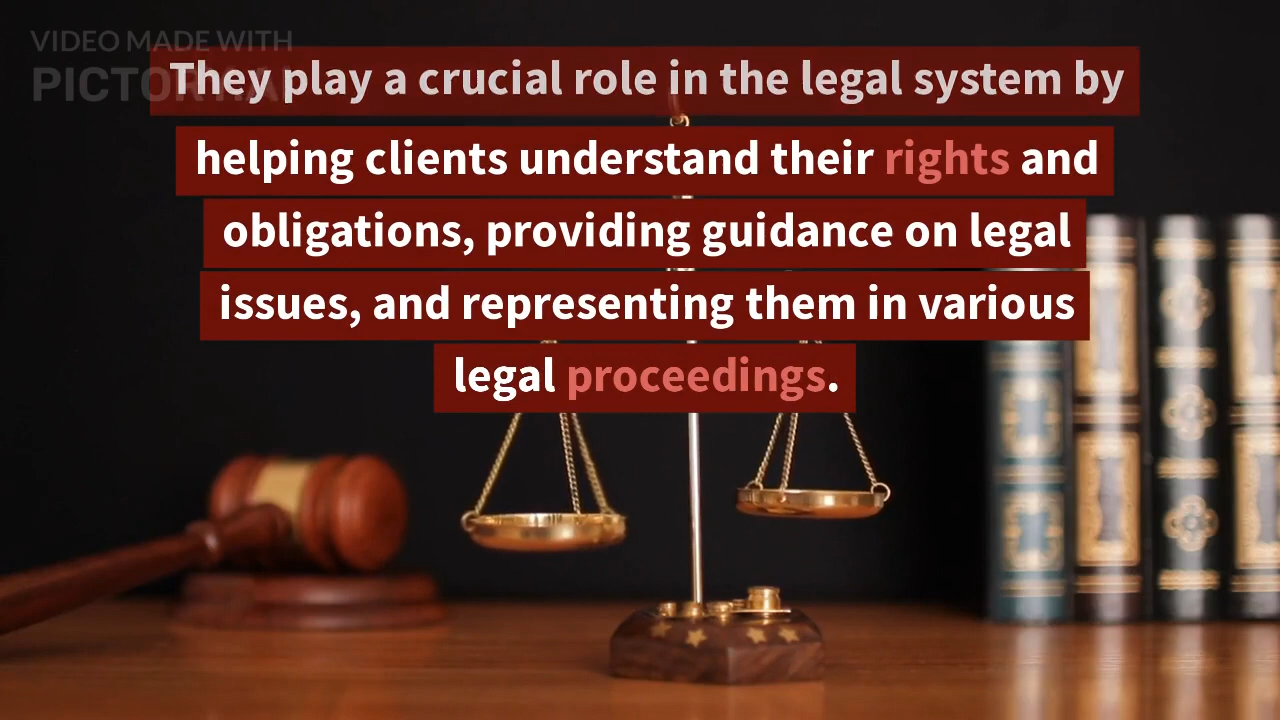 VIDEO MADE WITH
They play a crucial role in the legal system by
helping clients understand their rights and
obligations, providing guidance on legal
issues, and representing them in various
legal proceedings.